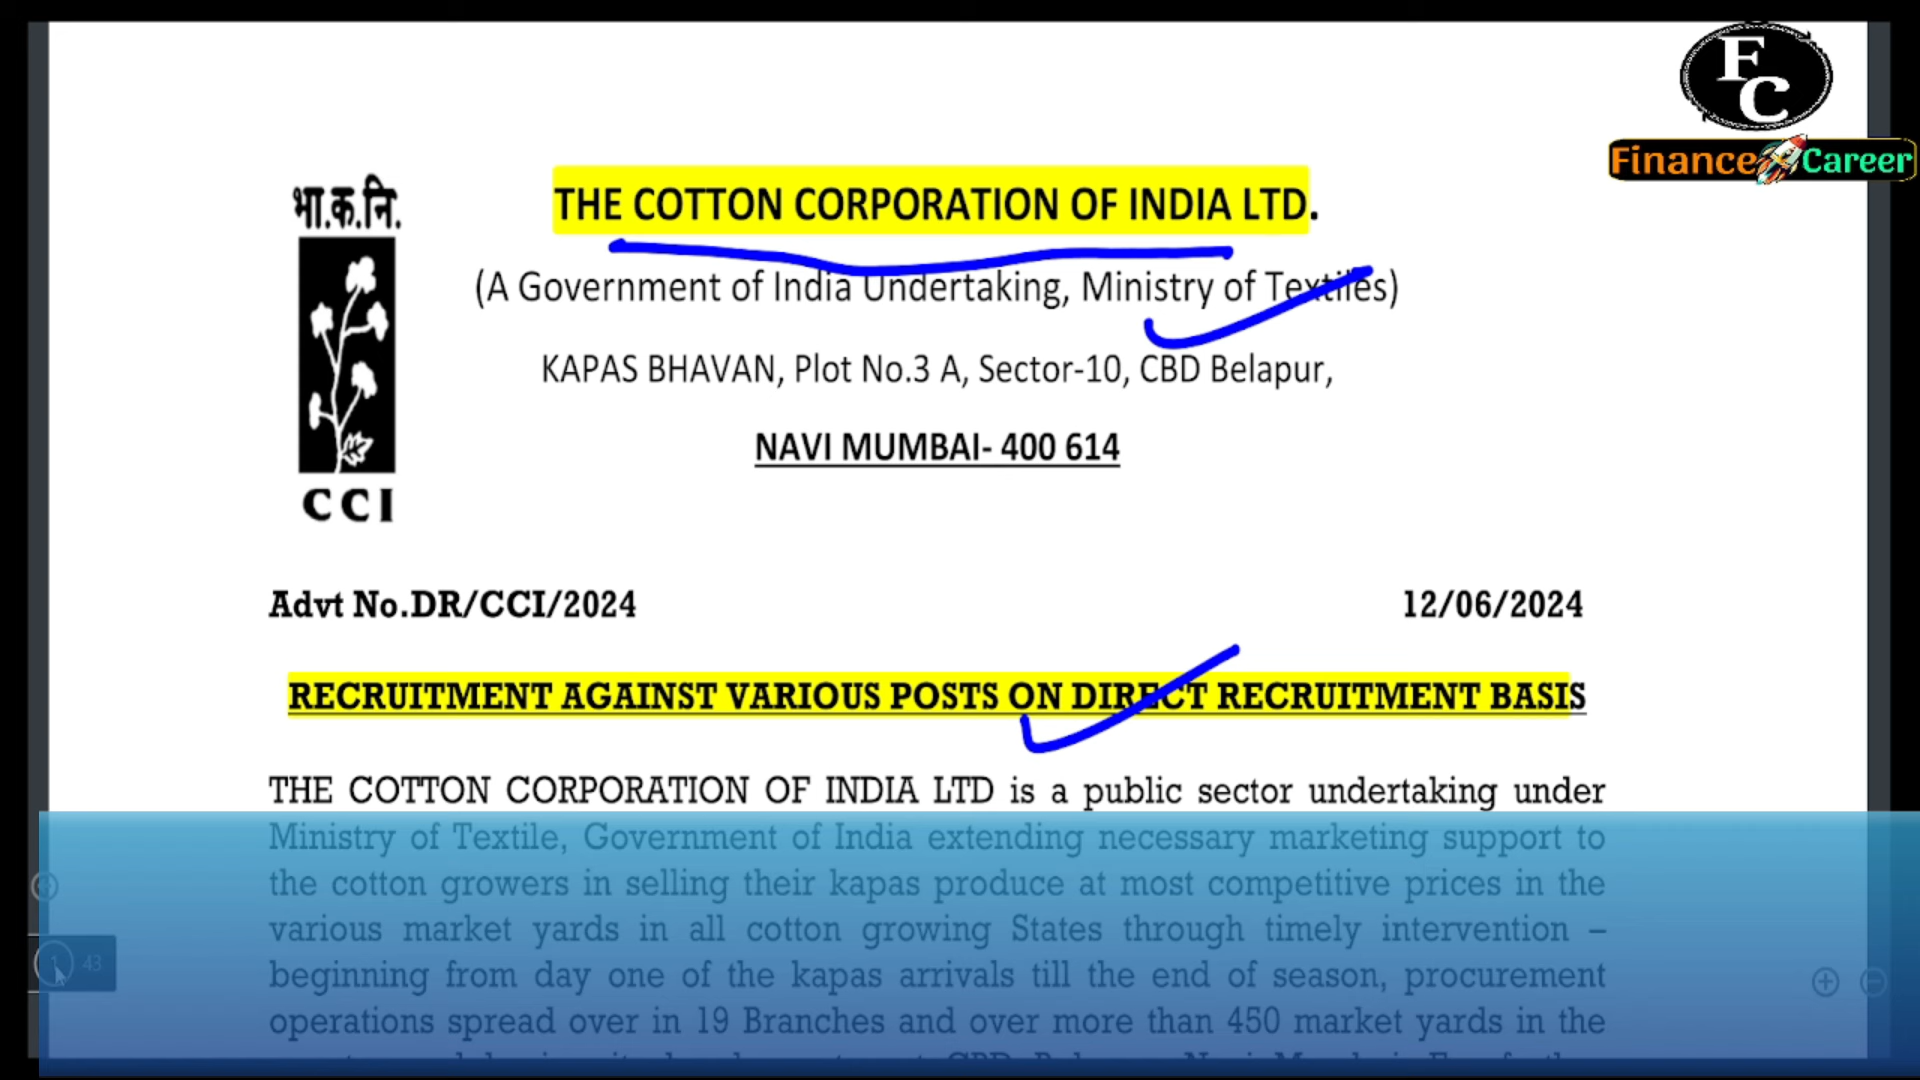 F
C
Finance Career
भा.क.नि.
THE COTTON CORPORATION OF INDIA LTD.
(A Government of India Undertaking, Ministry of Textiles)
KAPAS BHAVAN, Plot No.3 A, Sector-10, CBD Belapur,
NAVI MUMBAI- 400 614
CCI
Advt No.DR/CCI/2024
12/06/2024
RECRUITMENT AGAINST VARIOUS POSTS ON DIRECT RECRUITMENT BASIS
THE COTTON CORPORATION OF INDIA LTD is a public sector undertaking under
Ministry of Textile, Government of India extending necessary marketing support to
the cotton growers in selling their kapas produce at most competitive prices in the
various market yards in all cotton growing States through timely intervention –
beginning from day one of the kapas arrivals till the end of season, procurement
operations spread over in 19 Branches and over more than 450 market yards in the
43